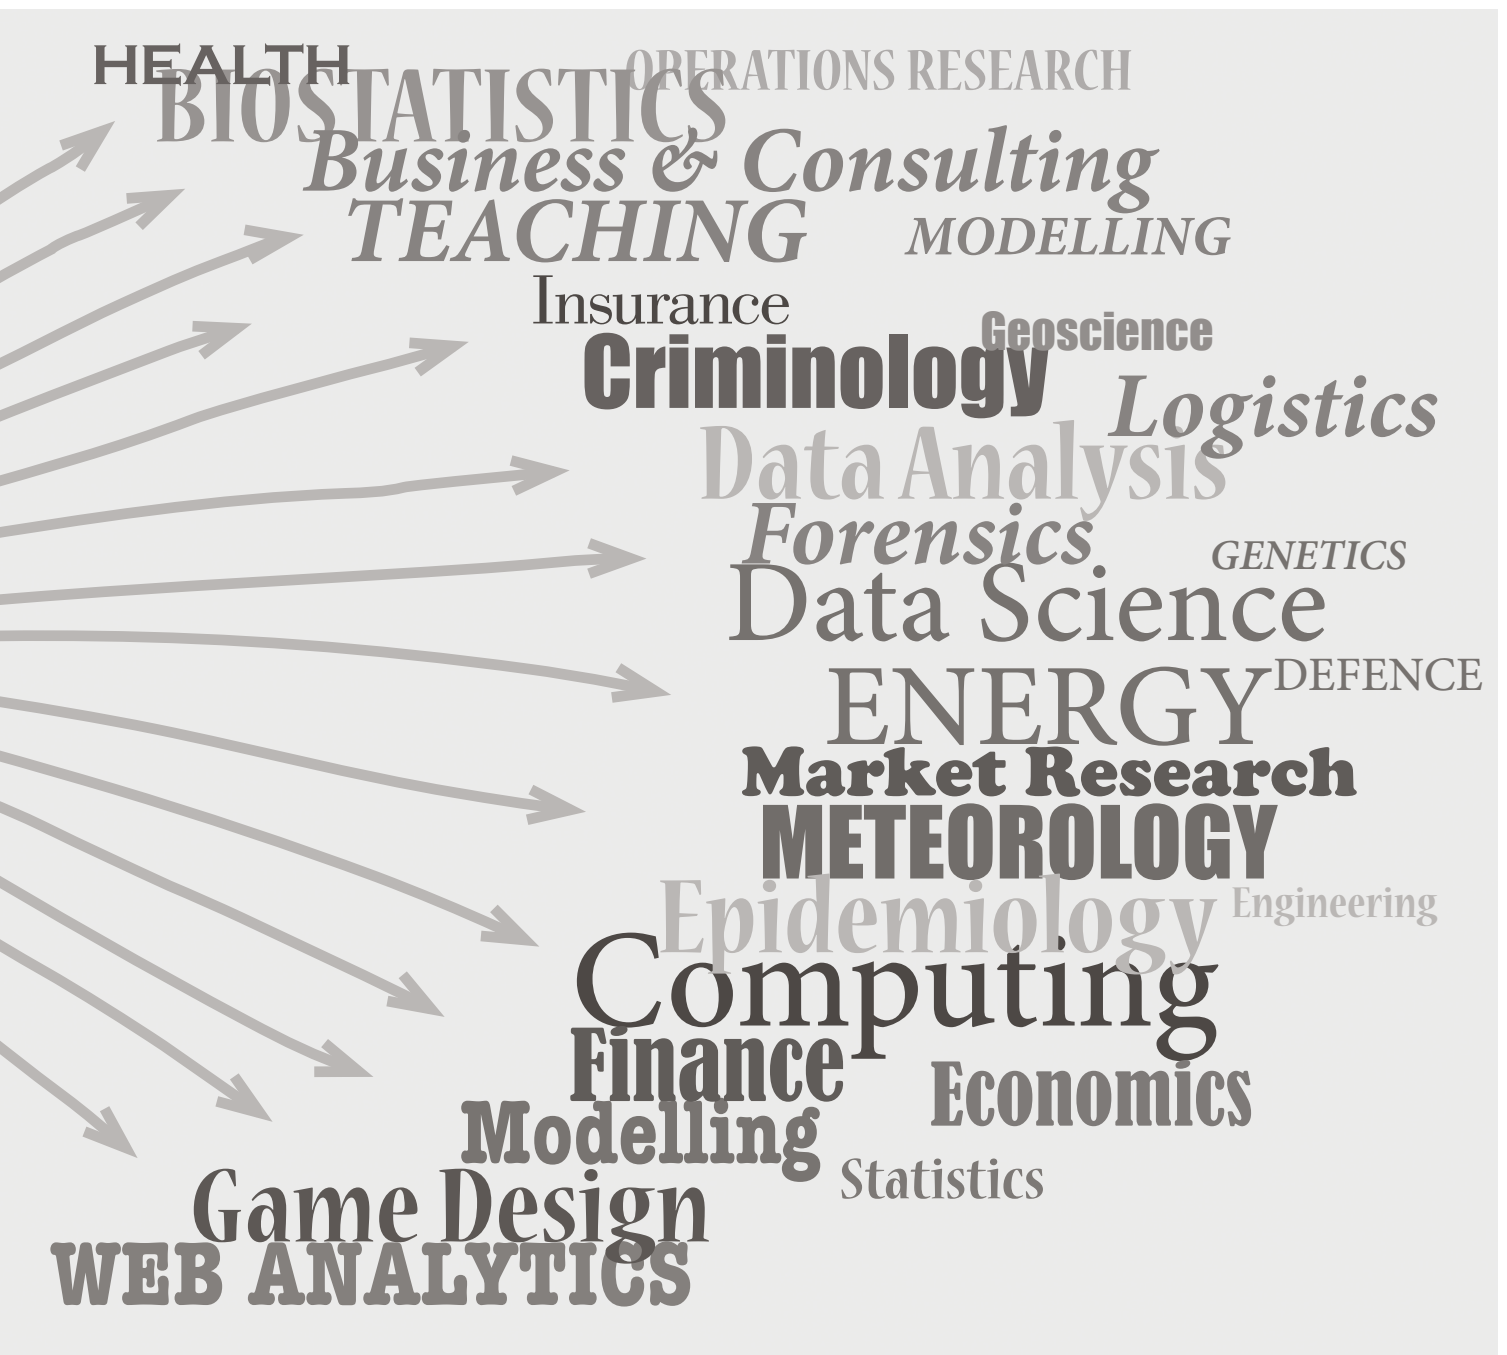 HEALTH
OPERATIONS RESEARCH
BIOSTATISTICS
Business & Consulting
TEACHING
MODELLING
Insurance
Geoscience
Criminology
Logistics
Data Analysis
Forensics
GENETICS
Data Science
DEFENCE
ENERGY
Market Research
METEOROLOGY
Epidemiology
Engineering
Computing
Finance
Economics
Modelling
Statistics
Game Design
WEB ANALYTICS